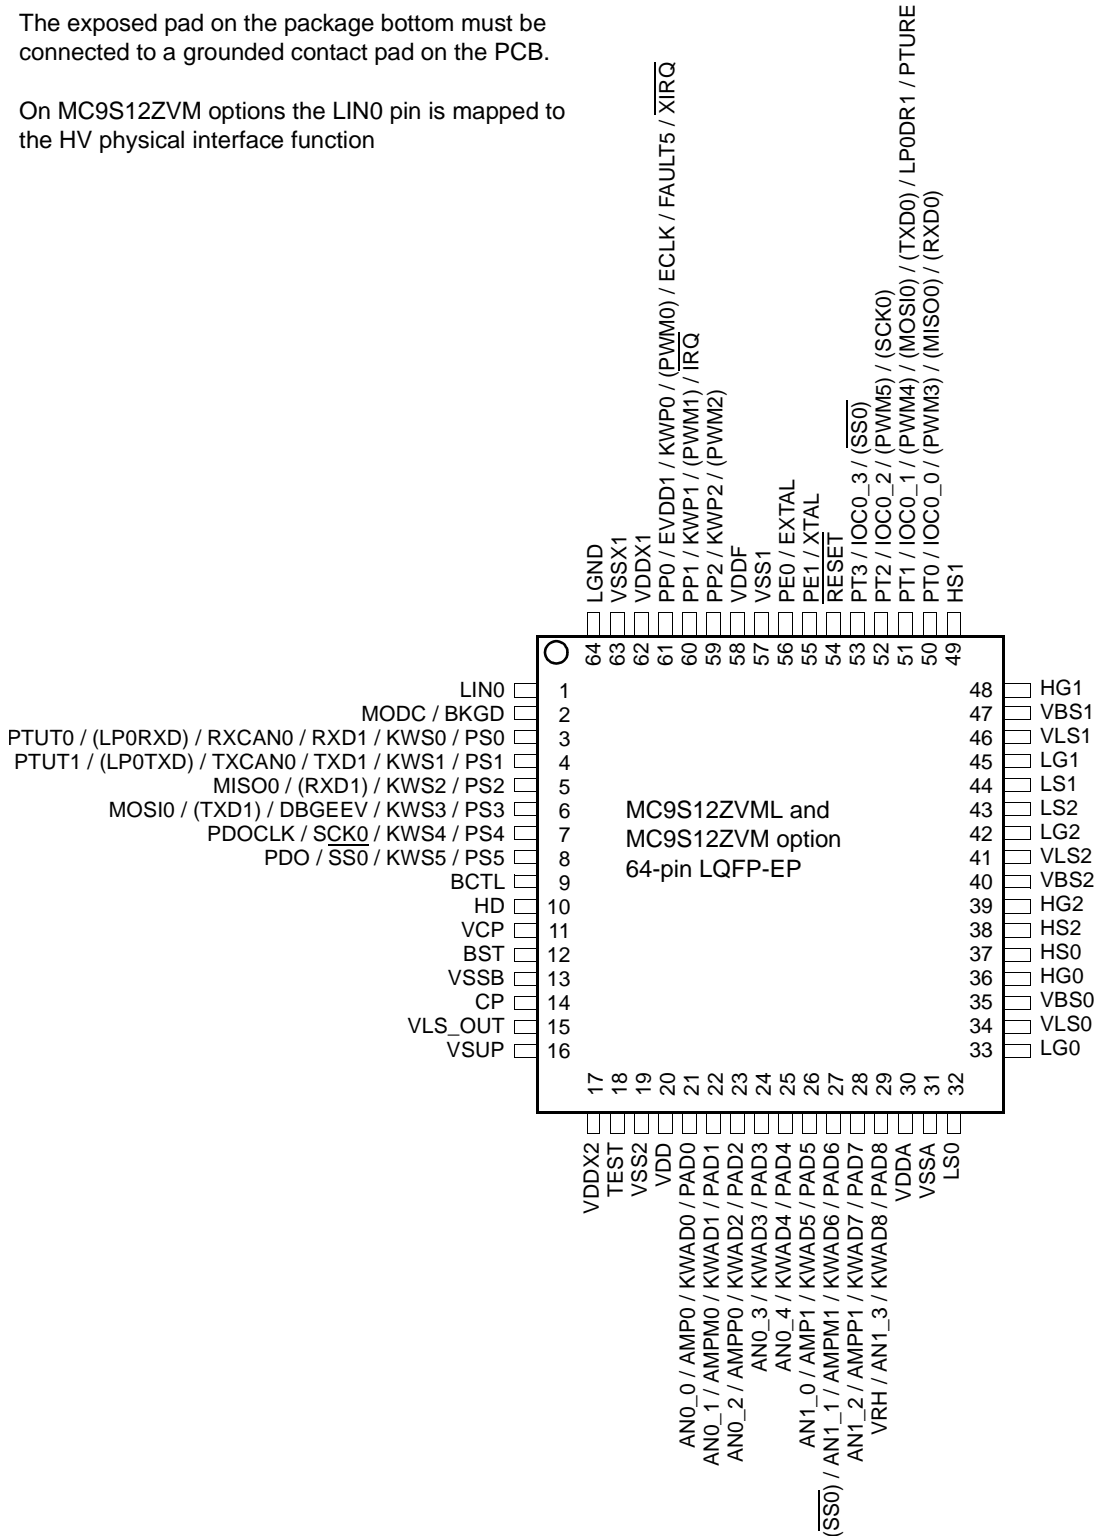 The exposed pad on the package bottom must be
connected to a grounded contact pad on the PCB.
On MC9S12ZVM options the LIN0 pin is mapped to
the HV physical interface function
LGND
VSSX1
VDDX1
PP0 / EVDD1 / KWP0 / (PWM0) / ECLK / FAULT5 / XIRQ
PP1 / KWP1 / (PWM1) / IRQ
PP2 / KWP2 / (PWM2)
VDDF
VSS1
PE0 / EXTAL
PE1 / XTAL
RESET
PT3 / IOC0_3 / (SS0)
PT2 / IOC0_2 / (PWM5) / (SCK0)
PT1 / IOC0_1 / (PWM4) / (MOSI0) / (TXD0) / LP0DR1 / PTURE
PT0 / IOC0_0 / (PWM3) / (MISO0) / (RXD0)
HS1
64
63
62
61
60
59
58
57
56
55
54
53
52
51
50
49
LIN0 1
MODC / BKGD 2
PTUT0 / (LP0RXD) / RXCAN0 / RXD1 / KWS0 / PS0 3
PTUT1 / (LP0TXD) / TXCAN0 / TXD1 / KWS1 / PS1 4
MISO0 / (RXD1) / KWS2 / PS2 5
MOSI0 / (TXD1) / DBGEEV / KWS3 / PS3 6
PDOCLK / SCK0 / KWS4 / PS4 7
PDO / SS0 / KWS5 / PS5 8
BCTL 9
HD 10
VCP 11
BST 12
VSSB 13
CP 14
VLS_OUT 15
VSUP 16
MC9S12ZVML and
MC9S12ZVM option
64-pin LQFP-EP
48 HG1
47 VBS1
46 VLS1
45 LG1
44 LS1
43 LS2
42 LG2
41 VLS2
40 VBS2
39 HG2
38 HS2
37 HS0
36 HG0
35 VBS0
34 VLS0
33 LG0
17
18
19
20
21
22
23
24
25
26
27
28
29
30
31
32
VDDX2
TEST
VSS2
VDD
AN0_0 / AMP0 / KWAD0 / PAD0
AN0_1 / AMPM0 / KWAD1 / PAD1
AN0_2 / AMPP0 / KWAD2 / PAD2
AN0_3 / KWAD3 / PAD3
AN0_4 / KWAD4 / PAD4
AN1_0 / AMP1 / KWAD5 / PAD5
(SS0) / AN1_1 / AMPM1 / KWAD6 / PAD6
AN1_2 / AMPP1 / KWAD7 / PAD7
VRH / AN1_3 / KWAD8 / PAD8
VDDA
VSSA
LS0